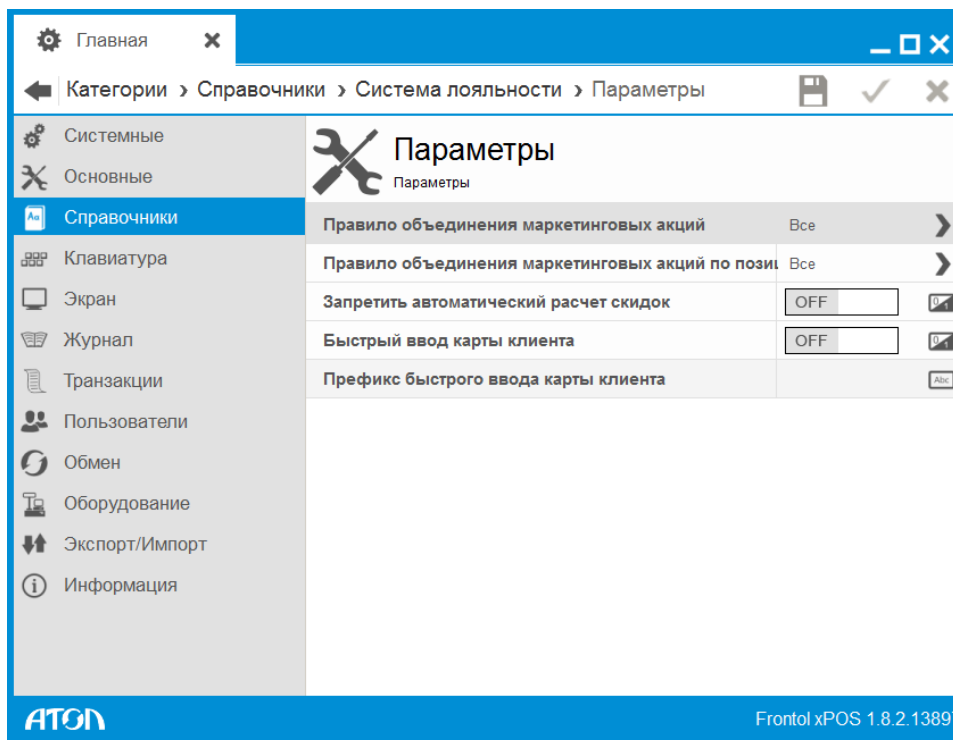 Главная
Категории › Справочники › Система лояльности › Параметры
Системные
Основные
Справочники
Клавиатура
Экран
Журнал
Транзакции
Пользователи
Обмен
Оборудование
Экспорт/Импорт
Информация
Параметры
Параметры
Правило объединения маркетинговых акций Все
Правило объединения маркетинговых акций по пози Все
Запретить автоматический расчет скидок OFF
Быстрый ввод карты клиента OFF
Префикс быстрого ввода карты клиента Abc
АТОЛ
Frontol xPOS 1.8.2.1389